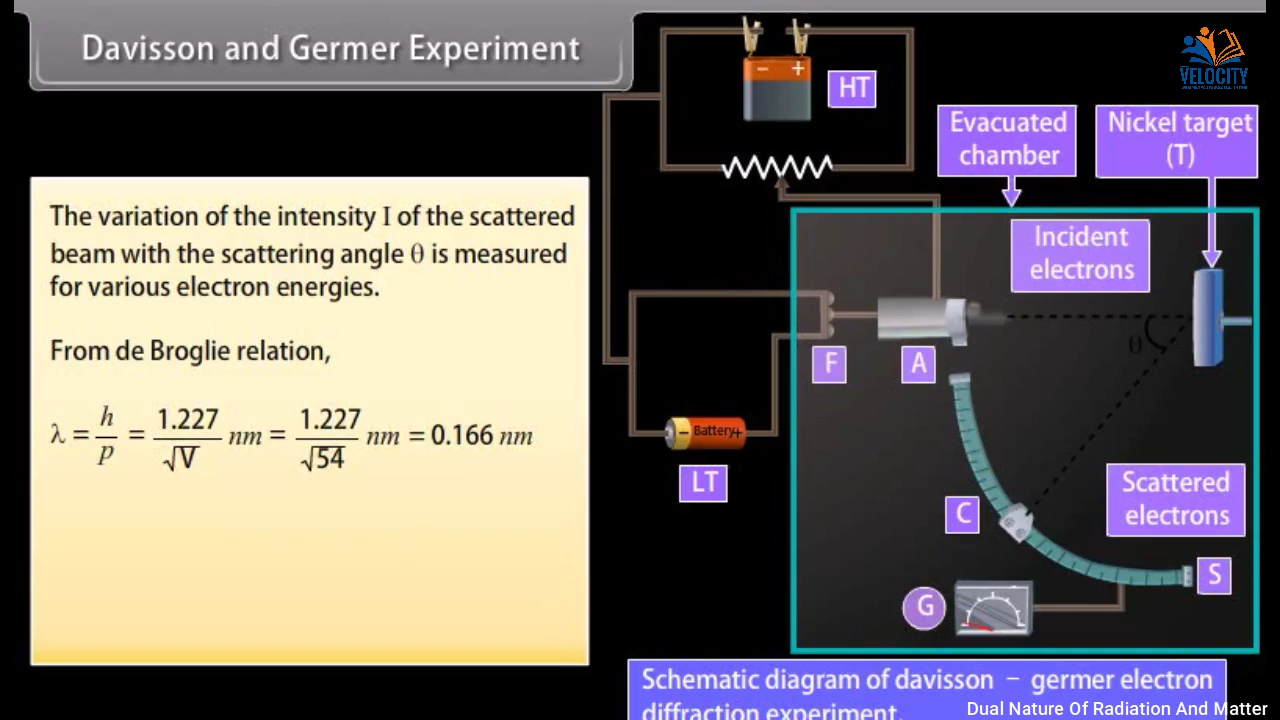 Davisson and Germer Experiment
VELOCITY
HT
Evacuated
chamber
Nickel target
(T)
The variation of the intensity I of the scattered
beam with the scattering angle θ is measured
for various electron energies.
From de Broglie relation,
λ = h/p = 1.227/√V nm = 1.227/√54 nm = 0.166 nm
Incident
electrons
θ
F
A
- Battery+
LT
C
Scattered
electrons
S
G
Schematic diagram of davisson – germer electron
diffraction experiment.
Dual Nature Of Radiation And Matter